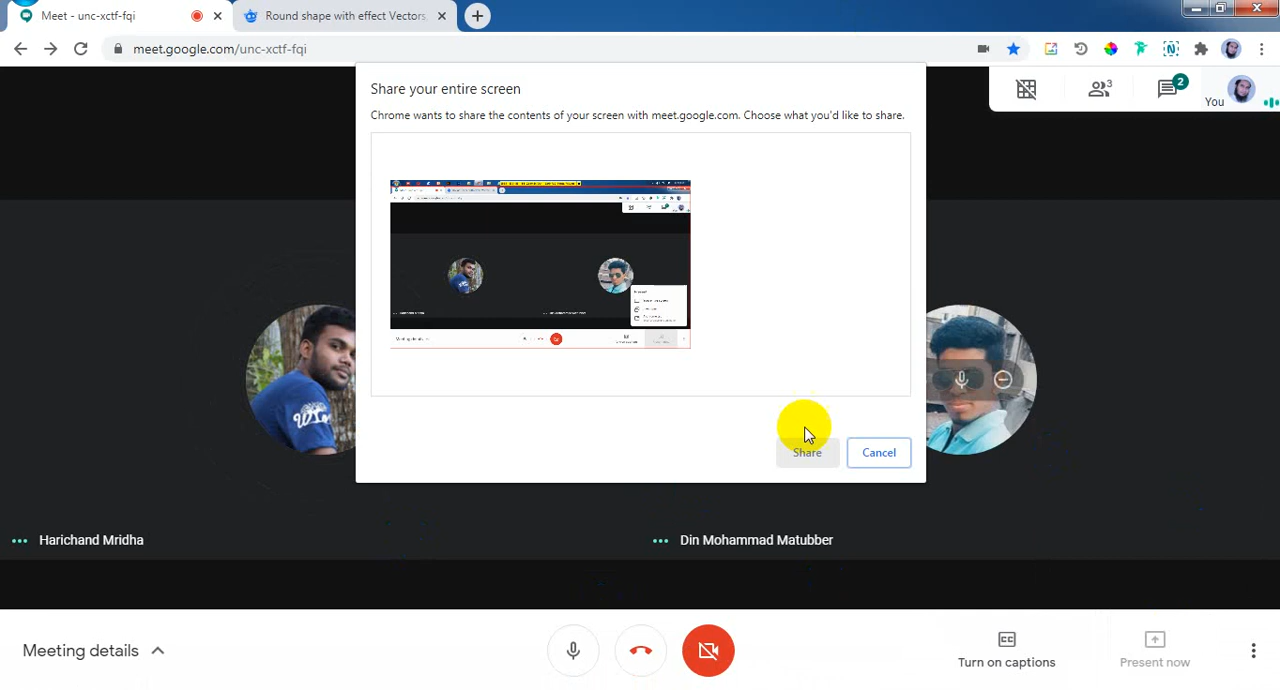 Meet - unc-xctf-fqi
Round shape with effect Vectors,
meet.google.com/unc-xctf-fqi
Share your entire screen
Chrome wants to share the contents of your screen with meet.google.com. Choose what you'd like to share.
3
2
You
Share
Cancel
Harichand Mridha
Din Mohammad Matubber
Meeting details
CC
Turn on captions
Present now